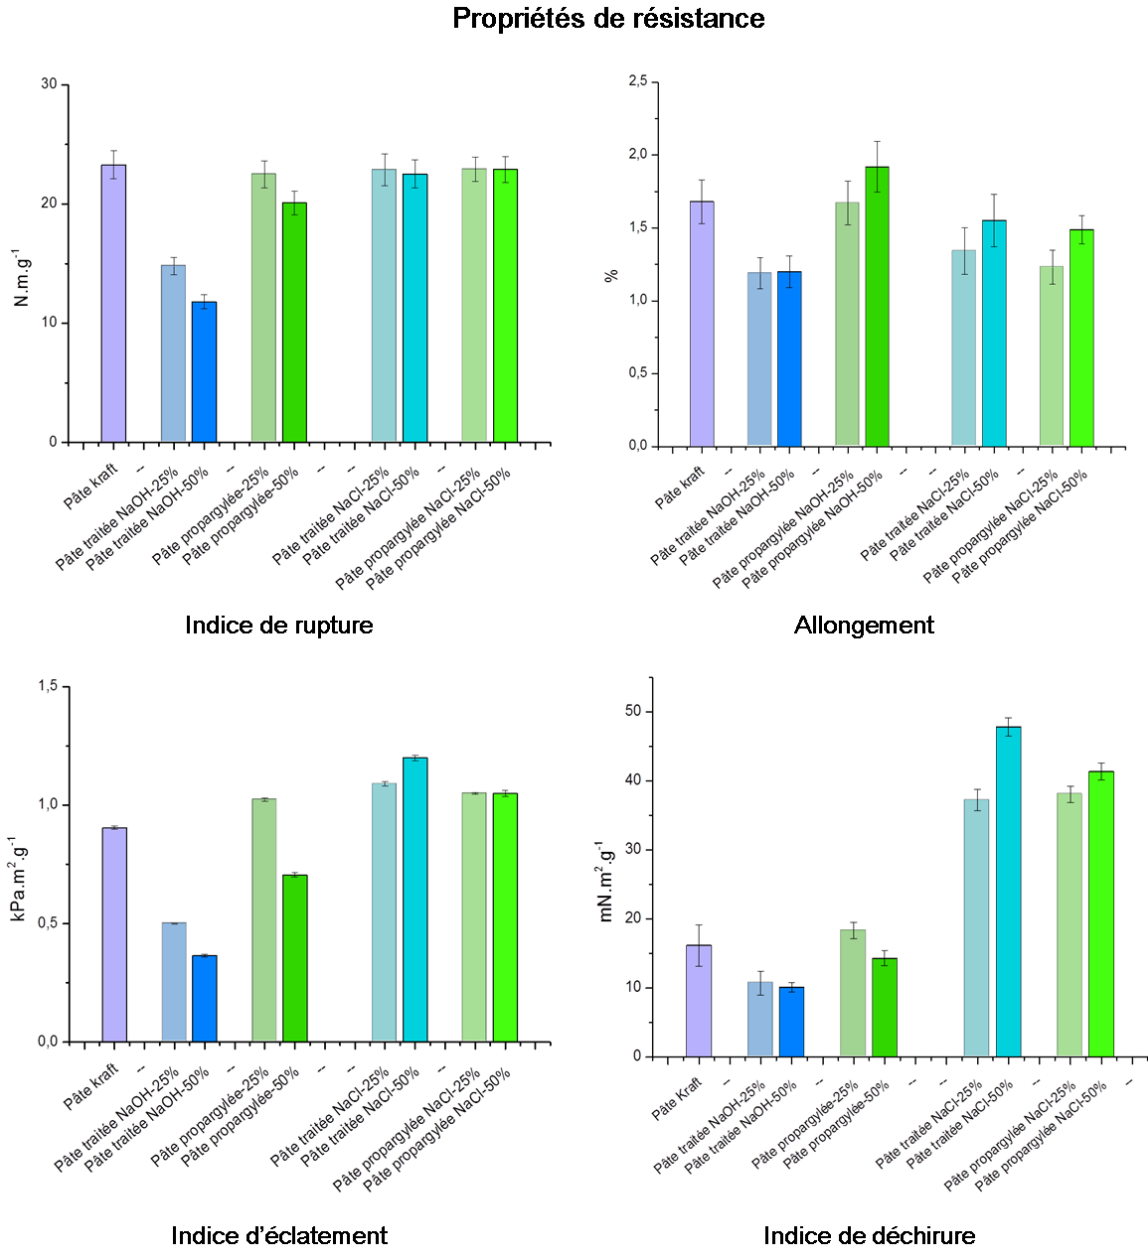 Propriétés de résistance
30
20
10
0
N.m.g⁻¹
Pâte kraft
--
Pâte traitée NaOH-25%
Pâte traitée NaOH-50%
--
Pâte propargylée-25%
Pâte propargylée-50%
--
--
Pâte traitée NaCl-25%
Pâte traitée NaCl-50%
--
Pâte propargylée NaCl-25%
Pâte propargylée NaCl-50%
--
Indice de rupture
2,5
2,0
1,5
1,0
0,5
0,0
%
Pâte kraft
--
Pâte traitée NaOH-25%
Pâte traitée NaOH-50%
--
Pâte propargylée NaOH-25%
Pâte propargylée NaOH-50%
--
--
Pâte traitée NaCl-25%
Pâte traitée NaCl-50%
--
Pâte propargylée NaCl-25%
Pâte propargylée NaCl-50%
Allongement
1,5
1,0
0,5
0,0
kPa.m².g⁻¹
Pâte kraft
--
Pâte traitée NaOH-25%
Pâte traitée NaOH-50%
--
Pâte propargylée-25%
Pâte propargylée-50%
--
--
Pâte traitée NaCl-25%
Pâte traitée NaCl-50%
--
Pâte propargylée NaCl-25%
Pâte propargylée NaCl-50%
--
Indice d'éclatement
50
40
30
20
10
0
mN.m².g⁻¹
Pâte Kraft
--
Pâte traitée NaOH-25%
Pâte traitée NaOH-50%
--
Pâte propargylée-25%
Pâte propargylée-50%
--
--
Pâte traitée NaCl-25%
Pâte traitée NaCl-50%
--
Pâte propargylée NaCl-25%
Pâte propargylée NaCl-50%
--
Indice de déchirure